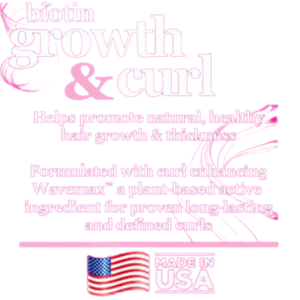 biotin
growth
& curl
Helps promote natural, healthy
hair growth & thickness
Formulated with curl enhancing
Wavemax™ a plant-based active
ingredient for proven long-lasting
and defined curls
MADE IN
USA